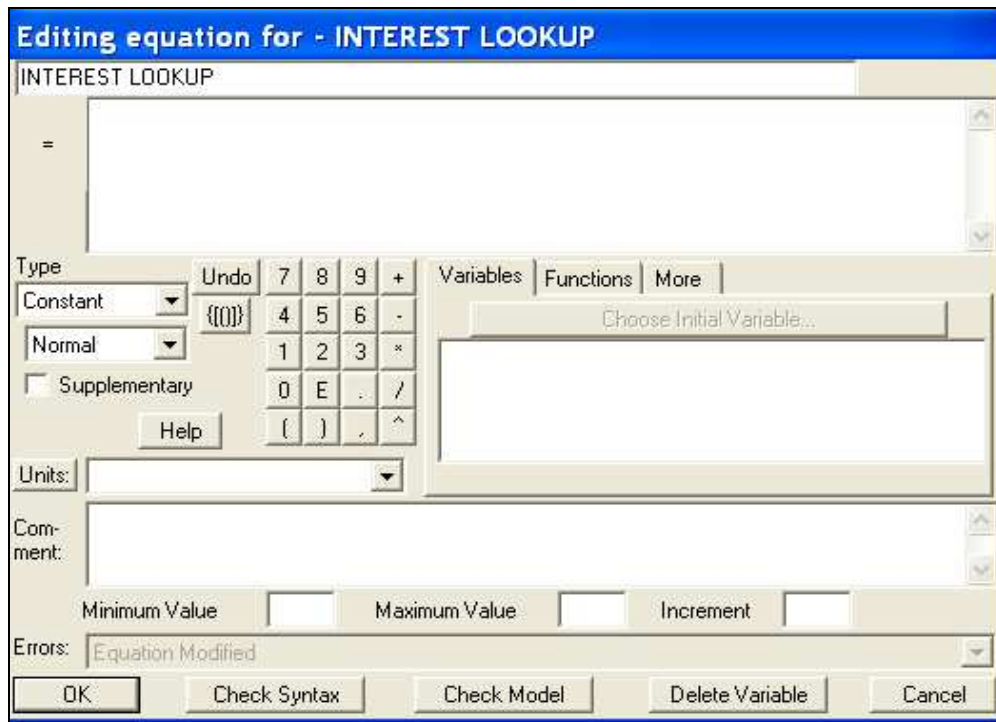 Editing equation for - INTEREST LOOKUP
INTEREST LOOKUP
=
Type
Constant
Normal
Supplementary
Help
Undo 7 8 9 +
{[()]} 4 5 6 -
1 2 3 *
0 E . /
( ) , ^
Variables Functions More
Choose Initial Variable...
Units:
Com-
ment:
Minimum Value Maximum Value Increment
Errors: Equation Modified
OK Check Syntax Check Model Delete Variable Cancel